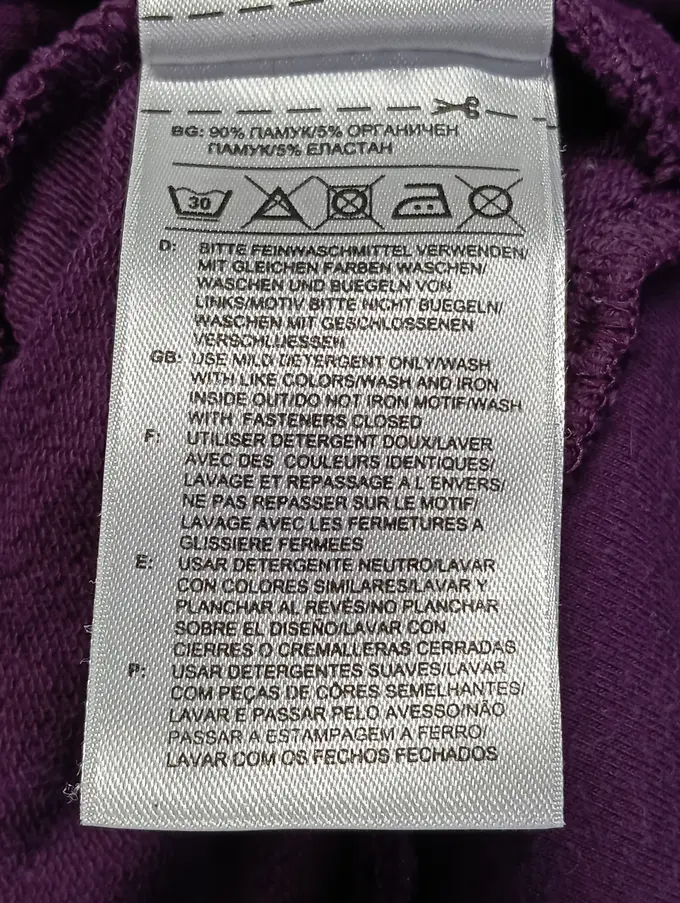 BG: 90% ПАМУК/5% ОРГАНИЧЕН
ПАМУК/5% ЕЛАСТАН
30
D: BITTE FEINWASCHMITTEL VERWENDEN/
MIT GLEICHEN FARBEN WASCHEN/
WASCHEN UND BUEGELN VON
LINKS/MOTIV BITTE NICHT BUEGELN/
WASCHEN MIT GESCHLOSSENEN
VERSCHLUESSEN
GB: USE MILD DETERGENT ONLY/WASH
WITH LIKE COLORS/WASH AND IRON
INSIDE OUT/DO NOT IRON MOTIF/WASH
WITH FASTENERS CLOSED
F: UTILISER DETERGENT DOUX/LAVER
AVEC DES COULEURS IDENTIQUES/
LAVAGE ET REPASSAGE A L'ENVERS/
NE PAS REPASSER SUR LE MOTIF/
LAVAGE AVEC LES FERMETURES A
GLISSIERE FERMEES
E: USAR DETERGENTE NEUTRO/LAVAR
CON COLORES SIMILARES/LAVAR Y
PLANCHAR AL REVÉS/NO PLANCHAR
SOBRE EL DISEÑO/LAVAR CON
CIERRES O CREMALLERAS CERRADAS
P: USAR DETERGENTES SUAVES/LAVAR
COM PEÇAS DE CÔRES SEMELHANTES/
LAVAR E PASSAR PELO AVESSO/NÃO
PASSAR A ESTAMPAGEM A FERRO/
LAVAR COM OS FECHOS FECHADOS